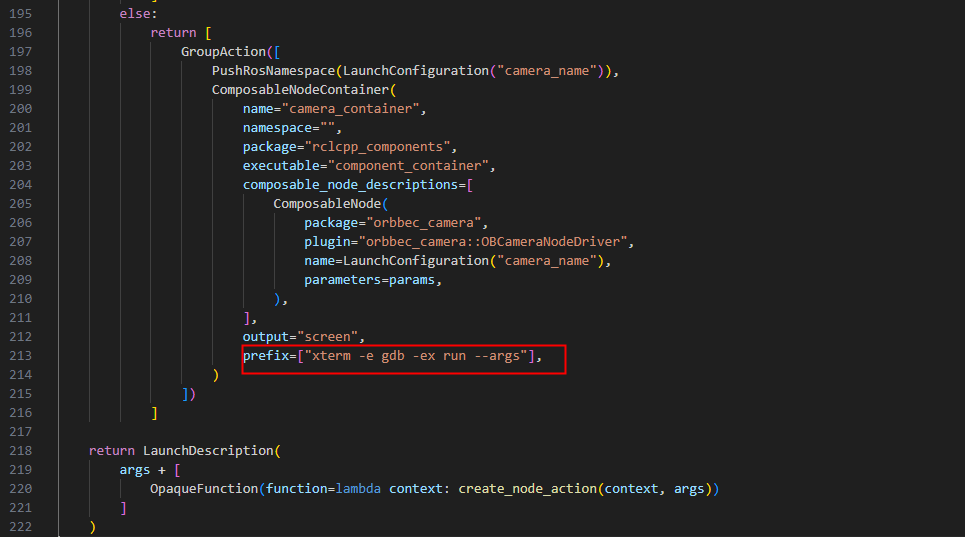 195 else:
196 return [
197 GroupAction([
198 PushRosNamespace(LaunchConfiguration("camera_name")),
199 ComposableNodeContainer(
200 name="camera_container",
201 namespace="",
202 package="rclcpp_components",
203 executable="component_container",
204 composable_node_descriptions=[
205 ComposableNode(
206 package="orbbec_camera",
207 plugin="orbbec_camera::OBCameraNodeDriver",
208 name=LaunchConfiguration("camera_name"),
209 parameters=params,
210 ),
211 ],
212 output="screen",
213 prefix=["xterm -e gdb -ex run --args"],
214 )
215 ])
216 ]
217
218 return LaunchDescription(
219 args + [
220 OpaqueFunction(function=lambda context: create_node_action(context, args))
221 ]
222 )